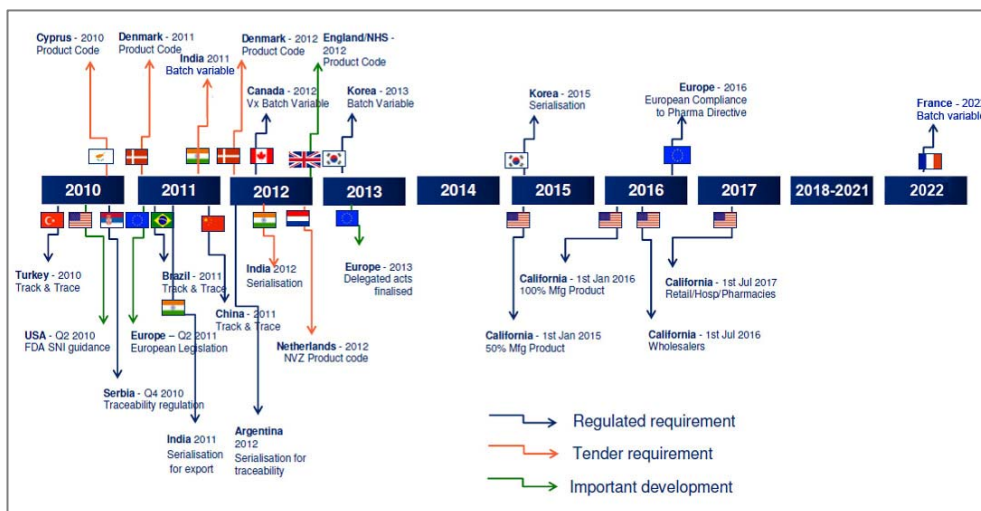 Cyprus - 2010
Product Code
Denmark - 2011
Product Code
India 2011
Batch variable
Denmark - 2012
Product Code
England/NHS -
2012
Product Code
Canada - 2012
Vx Batch Variable
Korea - 2013
Batch Variable
Korea - 2015
Serialisation
Europe - 2016
European Compliance
to Pharma Directive
France - 2022
Batch variable
2010
2011
2012
2013
2014
2015
2016
2017
2018-2021
2022
Turkey - 2010
Track & Trace
USA - Q2 2010
FDA SNI guidance
Serbia - Q4 2010
Traceability regulation
Europe – Q2 2011
European Legislation
Brazil - 2011
Track & Trace
India 2011
Serialisation
for export
China - 2011
Track & Trace
Argentina
2012
Serialisation for
traceability
India 2012
Serialisation
Netherlands - 2012
NVZ Product code
Europe - 2013
Delegated acts
finalised
California - 1st Jan 2015
50% Mfg Product
California - 1st Jan 2016
100% Mfg Product
California - 1st Jul 2016
Wholesalers
California - 1st Jul 2017
Retail/Hosp/Pharmacies
Regulated requirement
Tender requirement
Important development